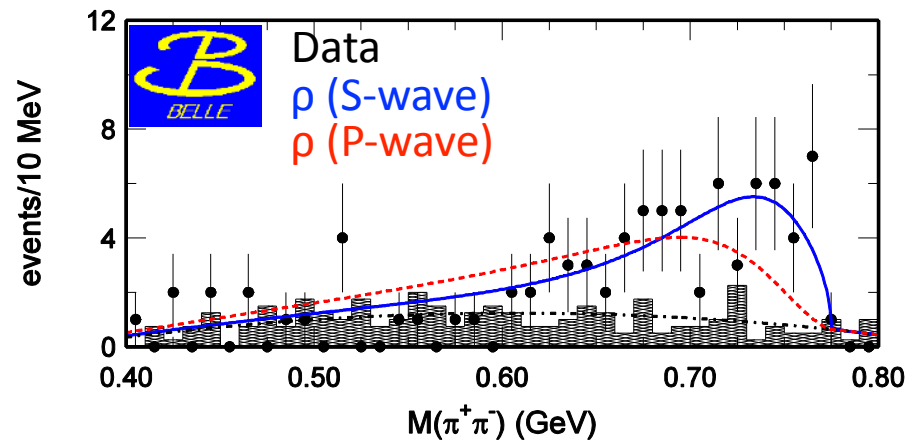 12
8
4
0
events/10 MeV
B
BELLE
Data
ρ (S-wave)
ρ (P-wave)
0.40 0.50 0.60 0.70 0.80
M(π⁺π⁻) (GeV)